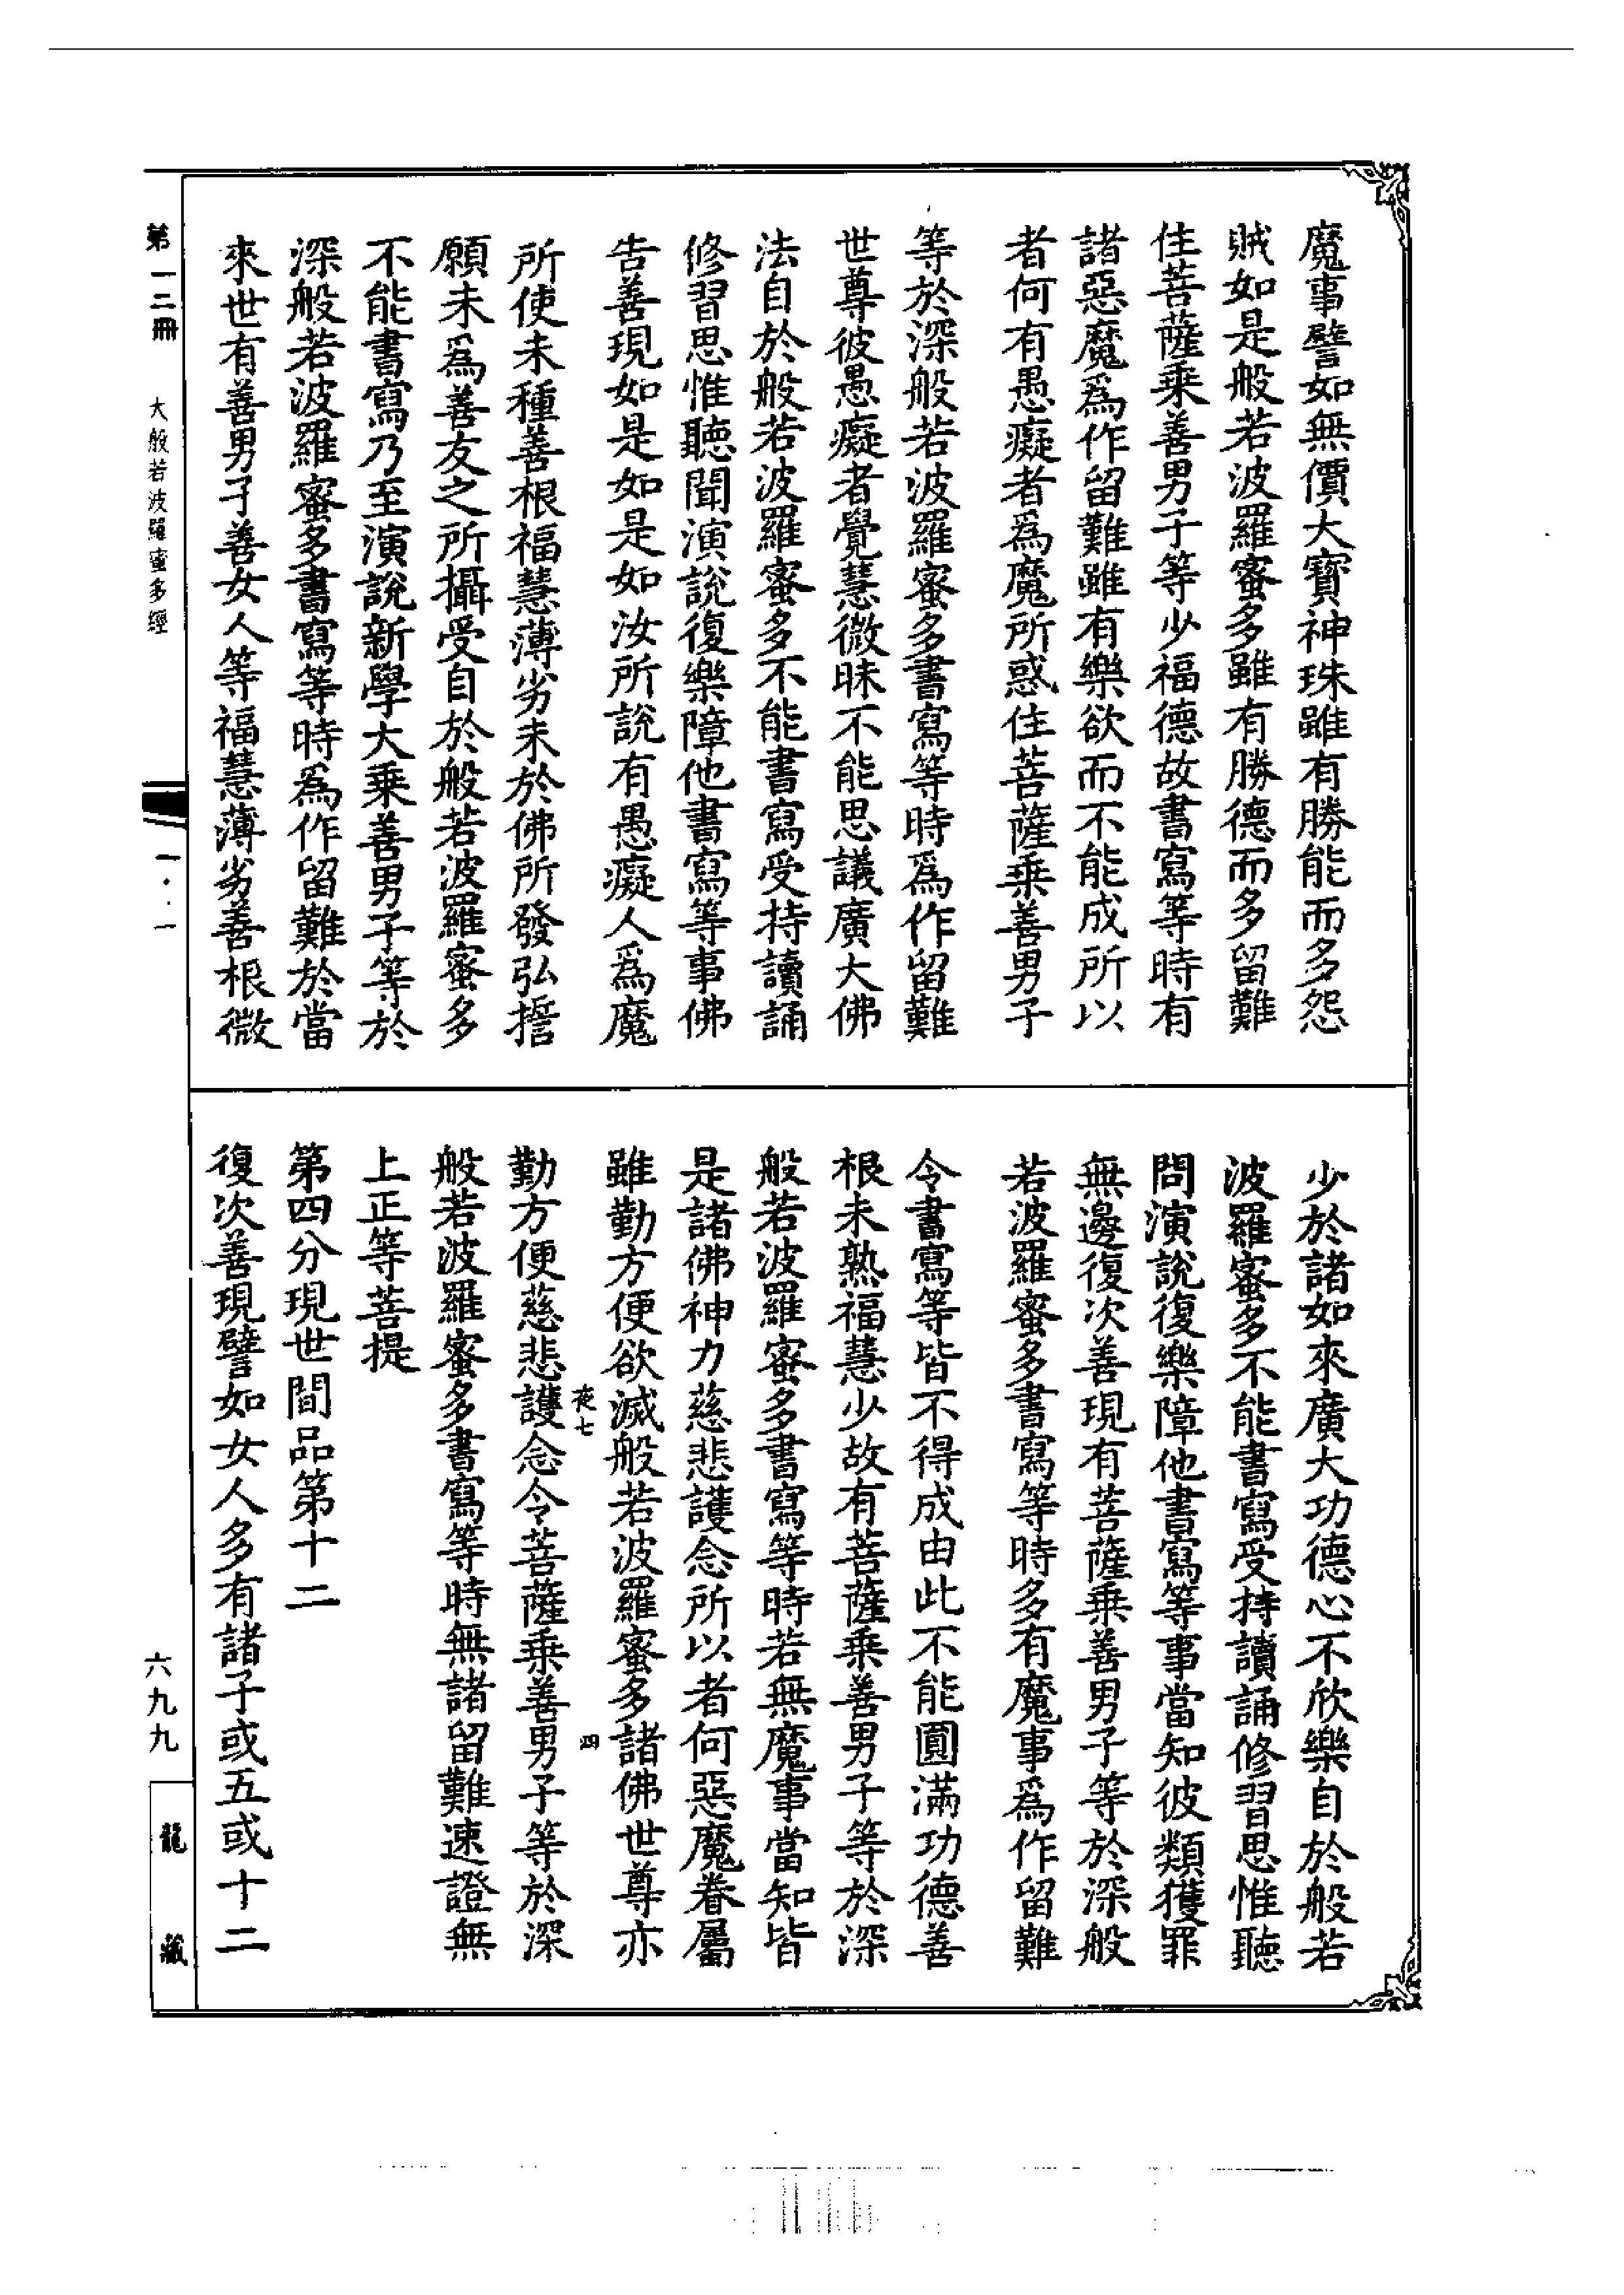 魔事譬如無價大寶神珠雖有勝能而多怨
賊如是般若波羅蜜多雖有勝德而多留難
住菩薩乘善男子等少福德故書寫等時有
諸惡魔爲作留難雖有樂欲而不能成所以
者何有愚癡者爲魔所惑住菩薩乘善男子
等於深般若波羅蜜多書寫等時爲作留難
世尊彼愚癡者覺慧微昧不能思議廣大佛
法自於般若波羅蜜多不能書寫受持讀誦
修習思惟聽聞演說復樂障他書寫等事佛
告善現如是如是如汝所說有愚癡人爲魔
所使未種善根福慧薄劣未於佛所發弘誓
願未爲善友之所攝受自於般若波羅蜜多
不能書寫乃至演說新學大乘善男子等於
深般若波羅蜜多書寫等時爲作留難於當
來世有善男子善女人等福慧薄劣善根微
少於諸如來廣大功德心不欣樂自於般若
波羅蜜多不能書寫受持讀誦修習思惟聽
問演說復樂障他書寫等事當知彼類獲罪
無邊復次善現有菩薩乘善男子等於深般
若波羅蜜多書寫等時多有魔事爲作留難
令書寫等皆不得成由此不能圓滿功德善
根未熟福慧少故有菩薩乘善男子等於深
般若波羅蜜多書寫等時若無魔事當知皆
是諸佛神力慈悲護念所以者何惡魔眷屬
雖勤方便欲滅般若波羅蜜多諸佛世尊亦
夜七
四
勤方便慈悲護念令菩薩乘善男子等於深
般若波羅蜜多書寫等時無諸留難速證無
上正等菩提
第四分現世間品第十二
復次善現譬如女人多有諸子或五或十二
第一二冊
大般若波羅蜜多經
六九九
龍藏